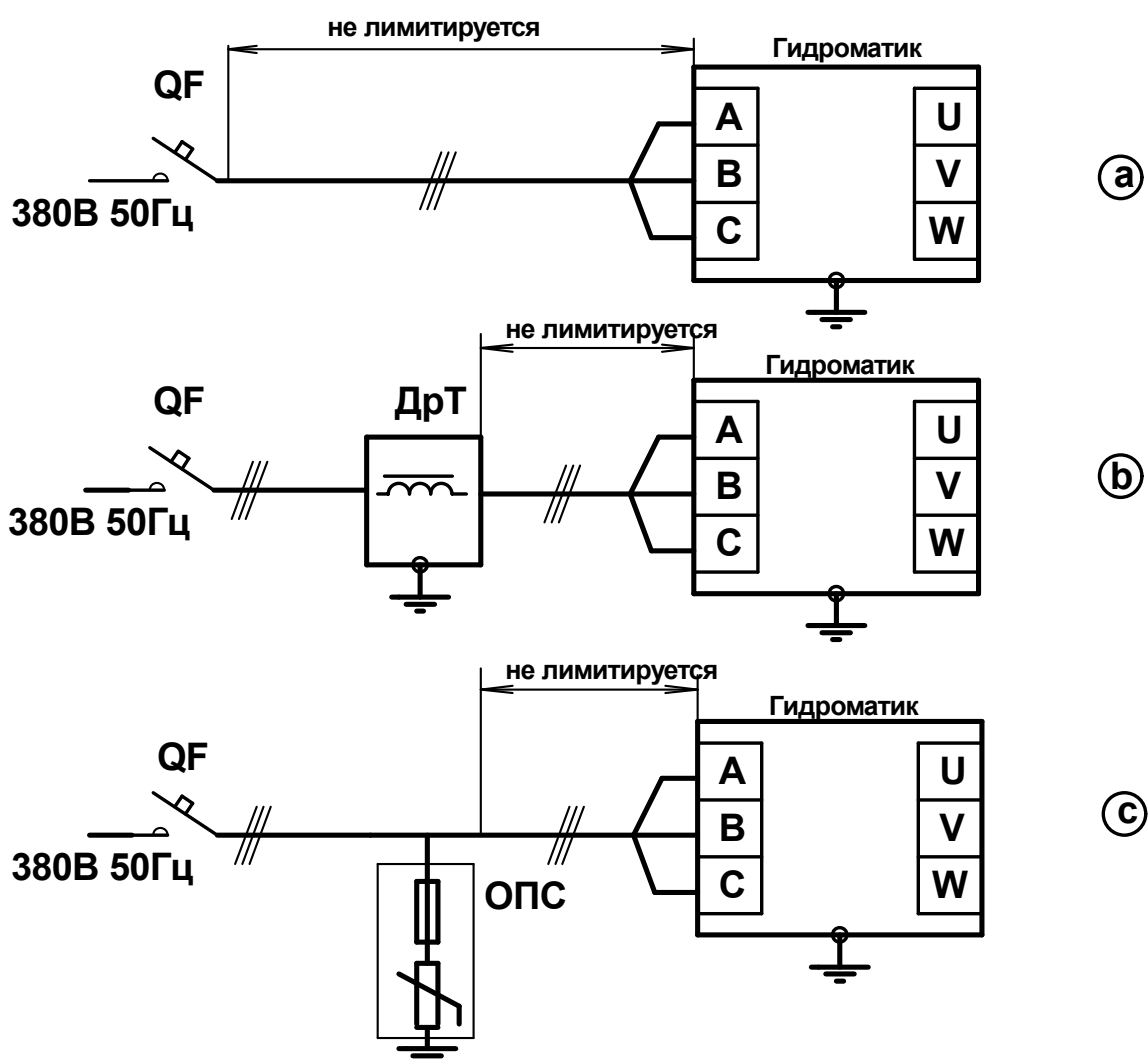 не лимитируется
Гидроматик
QF
A
U
B
V
a
380В 50Гц
C
W
не лимитируется
Гидроматик
QF
ДрТ
A
U
B
V
b
380В 50Гц
C
W
не лимитируется
Гидроматик
QF
A
U
B
V
c
380В 50Гц
ОПС
C
W